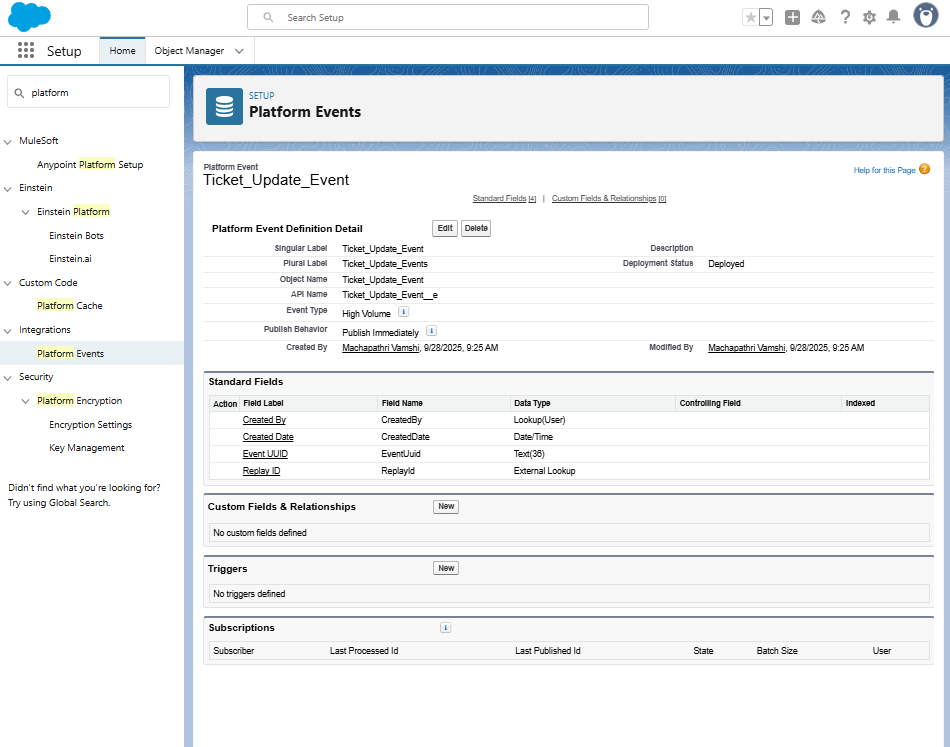 Search Setup
Setup
Home
Object Manager
platform
MuleSoft
Anypoint Platform Setup
Einstein
Einstein Platform
Einstein Bots
Einstein.ai
Custom Code
Platform Cache
Integrations
Platform Events
Security
Platform Encryption
Encryption Settings
Key Management
Didn't find what you're looking for?
Try using Global Search.
SETUP
Platform Events
Platform Event
Ticket_Update_Event
Help for this Page ?
Standard Fields [4] | Custom Fields & Relationships [0]
Platform Event Definition Detail Edit Delete
Singular Label Ticket_Update_Event Description
Plural Label Ticket_Update_Events Deployment Status Deployed
Object Name Ticket_Update_Event
API Name Ticket_Update_Event__e
Event Type High Volume i
Publish Behavior Publish Immediately i
Created By Machapathri Vamshi, 9/28/2025, 9:25 AM Modified By Machapathri Vamshi, 9/28/2025, 9:25 AM
Standard Fields
Action Field Label Field Name Data Type Controlling Field Indexed
Created By CreatedBy Lookup(User)
Created Date CreatedDate Date/Time
Event UUID EventUuid Text(36)
Replay ID ReplayId External Lookup
Custom Fields & Relationships New
No custom fields defined
Triggers New
No triggers defined
Subscriptions i
Subscriber Last Processed Id Last Published Id State Batch Size User